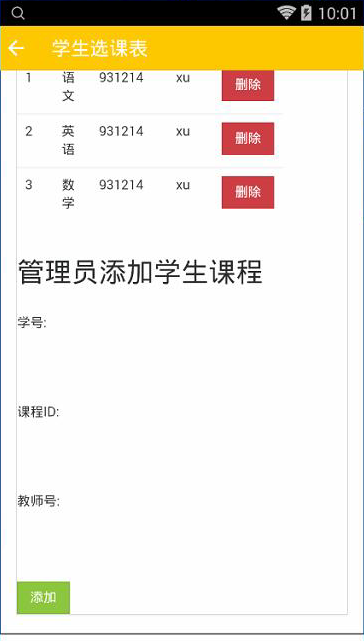 10:01
学生选课表
1 语文 931214 xu 删除
2 英语 931214 xu 删除
3 数学 931214 xu 删除
管理员添加学生课程
学号:
课程ID:
教师号:
添加